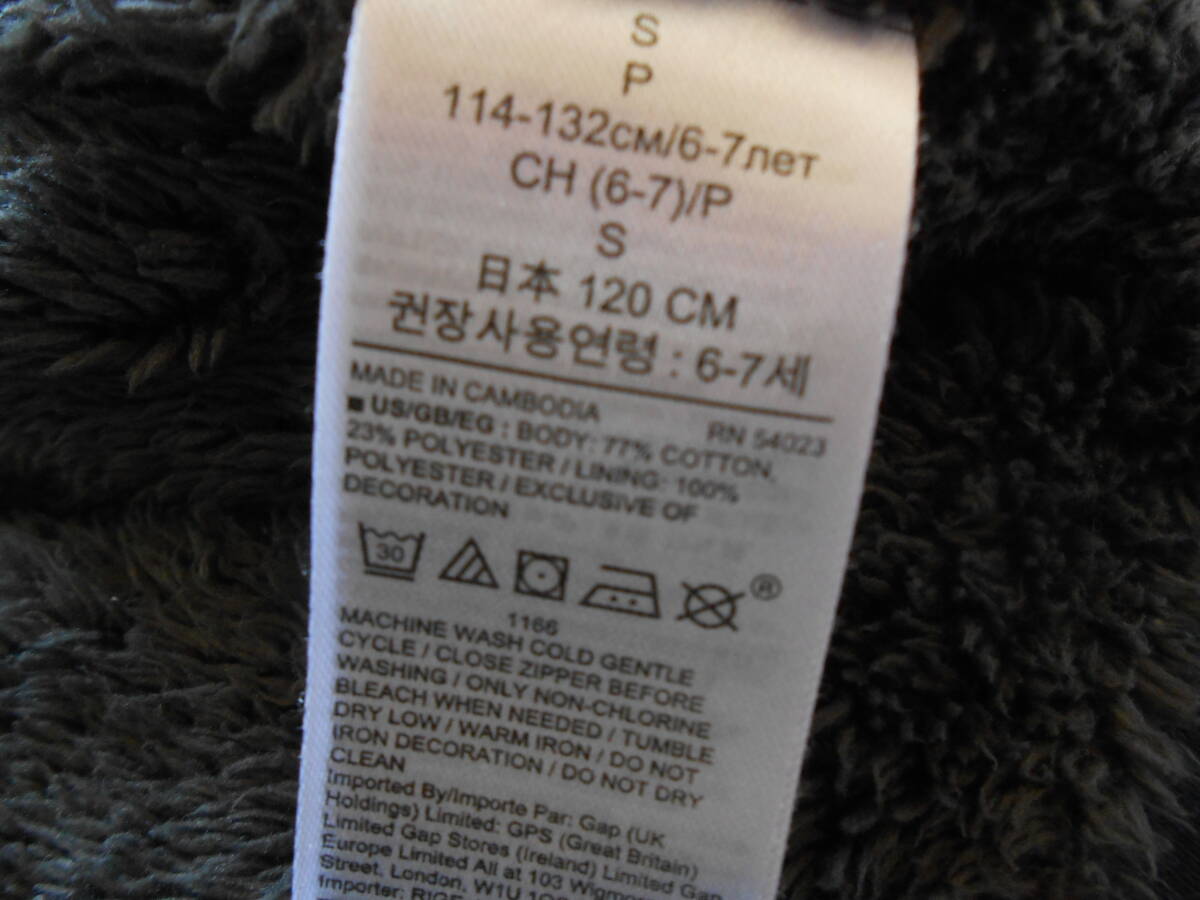 S
P
114-132см/6-7лет
CH (6-7)/P
S
日本 120 CM
권장사용연령 : 6-7세
MADE IN CAMBODIA
RN 54023
■ US/GB/EG : BODY: 77% COTTON,
23% POLYESTER / LINING: 100%
POLYESTER / EXCLUSIVE OF
DECORATION
30
®
1166
MACHINE WASH COLD GENTLE
CYCLE / CLOSE ZIPPER BEFORE
WASHING / ONLY NON-CHLORINE
BLEACH WHEN NEEDED / TUMBLE
DRY LOW / WARM IRON / DO NOT
IRON DECORATION / DO NOT DRY
CLEAN
Imported By/Importe Par: Gap (UK
Holdings) Limited: GPS (Great Britain)
Limited Gap Stores (Ireland) Limited Gap
Europe Limited All at 103 Wigmore
Street, London, W1U
Importer: